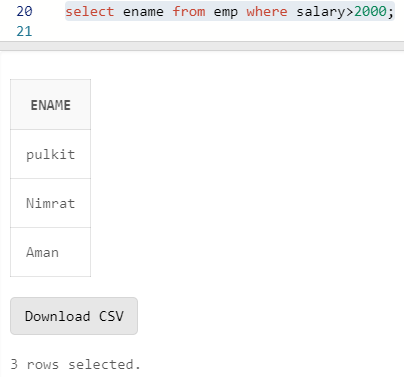 20 select ename from emp where salary>2000;
21
ENAME
pulkit
Nimrat
Aman
Download CSV
3 rows selected.